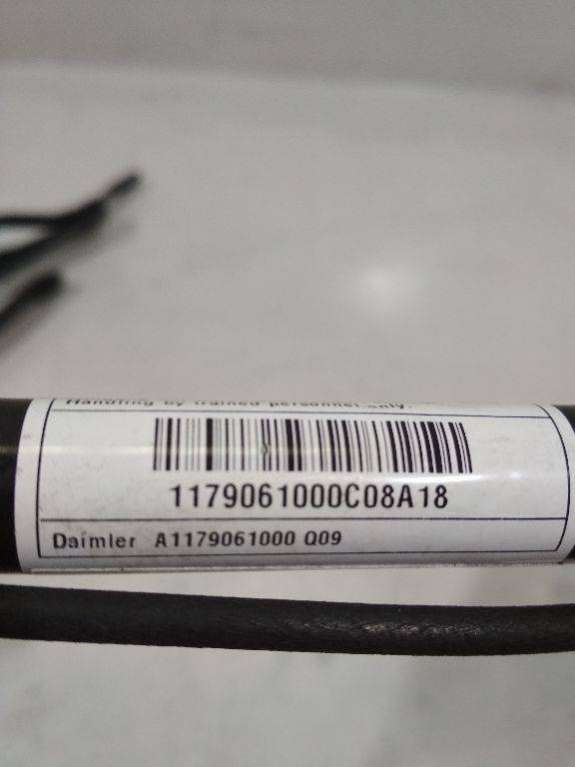 Handling by trained personnel only.
1179061000C08A18
Daimler A1179061000 Q09